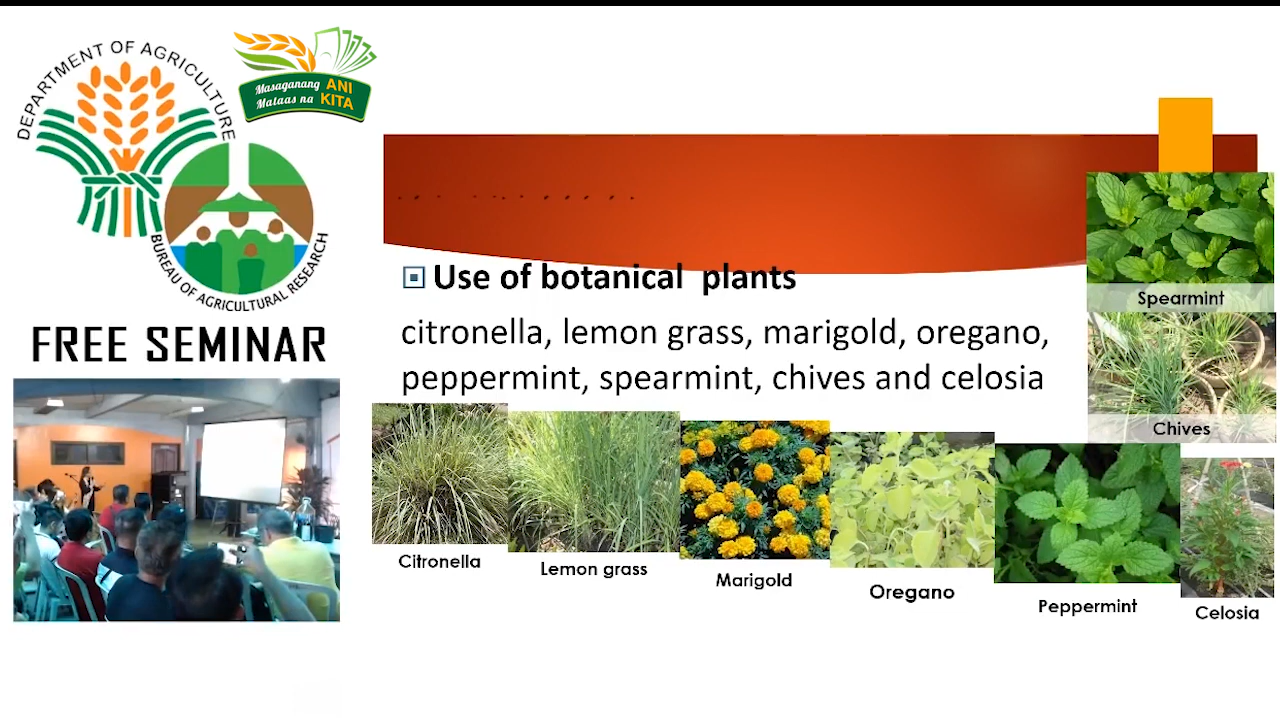 DEPARTMENT OF AGRICULTURE
Masaganang ANI
Mataas na KITA
BUREAU OF AGRICULTURAL RESEARCH
FREE SEMINAR
Use of botanical plants
citronella, lemon grass, marigold, oregano,
peppermint, spearmint, chives and celosia
Spearmint
Chives
Citronella
Lemon grass
Marigold
Oregano
Peppermint
Celosia